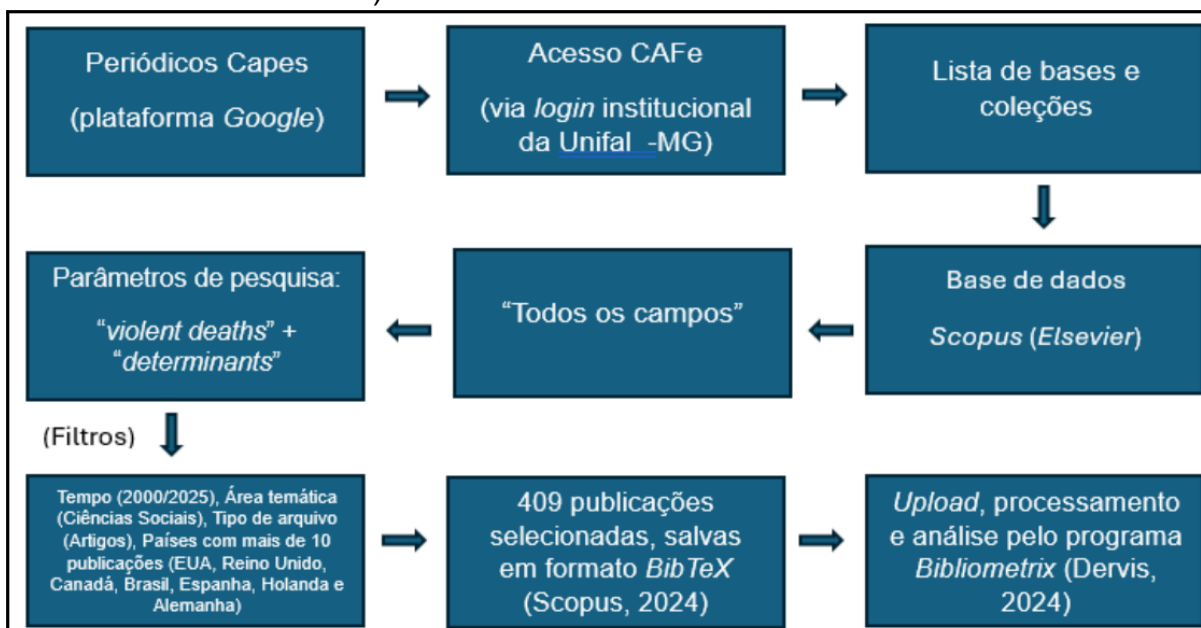 Periódicos Capes
(plataforma Google)
Acesso CAFe
(via login institucional
da Unifal -MG)
Lista de bases e
coleções
Base de dados
Scopus (Elsevier)
“Todos os campos”
Parâmetros de pesquisa:
“violent deaths” +
“determinants”
(Filtros)
Tempo (2000/2025), Área temática
(Ciências Sociais), Tipo de arquivo
(Artigos), Países com mais de 10
publicações (EUA, Reino Unido,
Canadá, Brasil, Espanha, Holanda e
Alemanha)
409 publicações
selecionadas, salvas
em formato BibTeX
(Scopus, 2024)
Upload, processamento
e análise pelo programa
Bibliometrix (Dervis,
2024)